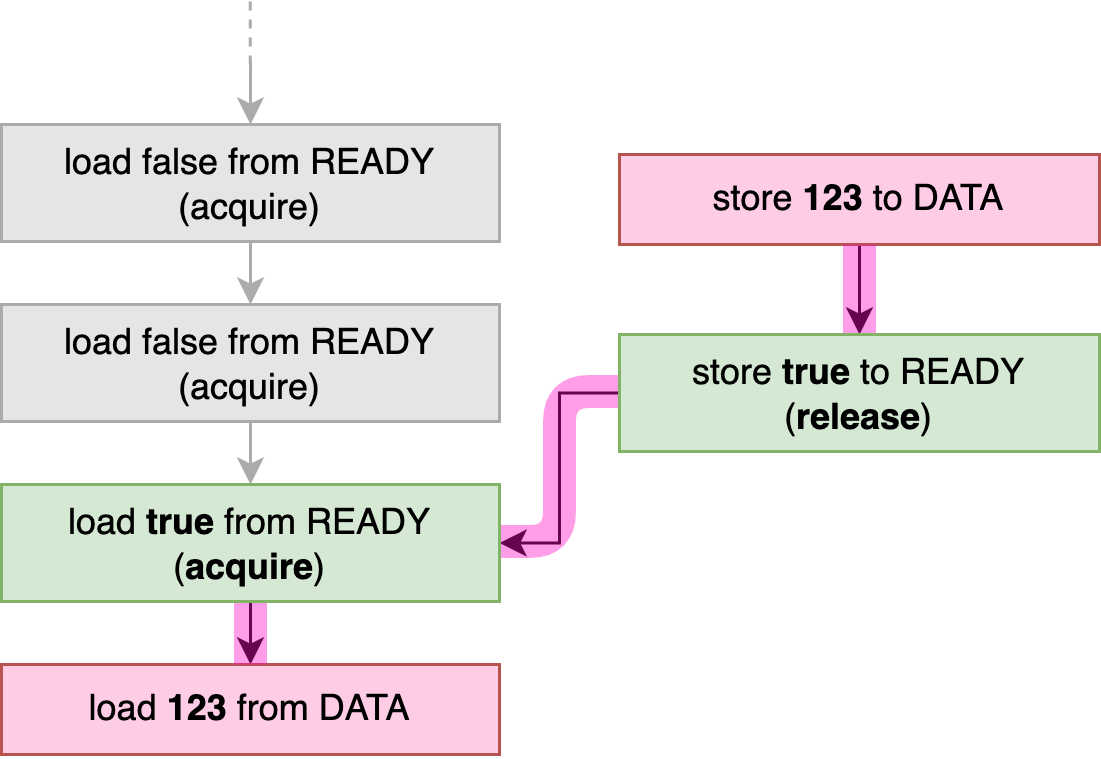 load false from READY
(acquire)
load false from READY
(acquire)
load true from READY
(acquire)
load 123 from DATA
store 123 to DATA
store true to READY
(release)